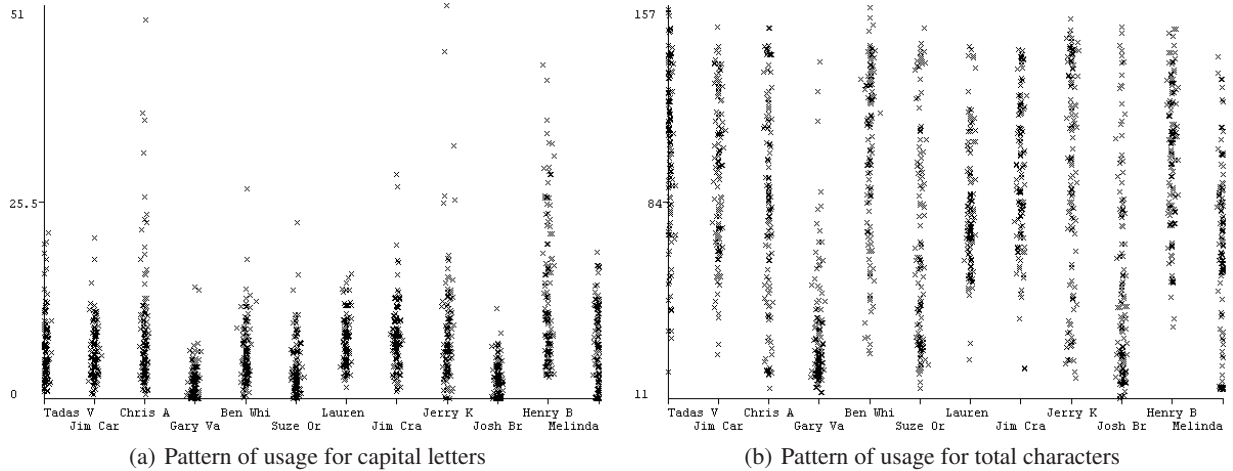 51
25.5
0
Tadas V Chris A Ben Whi Lauren Jerry K Henry B
Jim Car Gary Va Suze Or Jim Cra Josh Br Melinda
(a) Pattern of usage for capital letters
157
84
11
Tadas V Chris A Ben Whi Lauren Jerry K Henry B
Jim Car Gary Va Suze Or Jim Cra Josh Br Melinda
(b) Pattern of usage for total characters